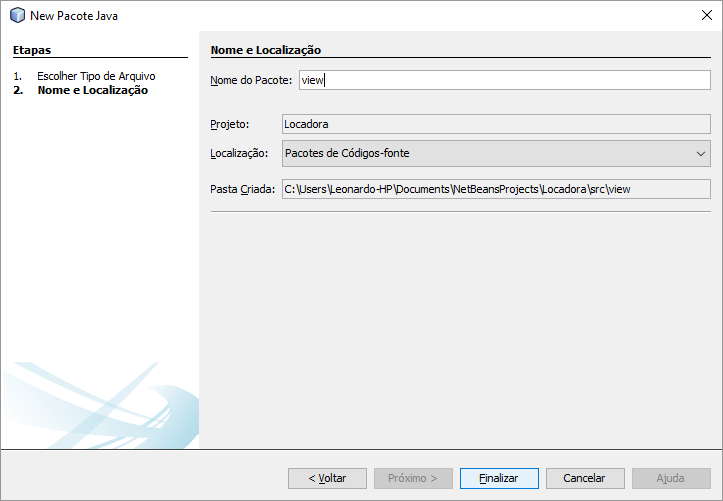 New Pacote Java
Etapas
1. Escolher Tipo de Arquivo
2. Nome e Localização
Nome e Localização
Nome do Pacote: view
Projeto: Locadora
Localização: Pacotes de Códigos-fonte
Pasta Criada: C:\Users\Leonardo-HP\Documents\NetBeansProjects\Locadora\src\view
< Voltar Próximo > Finalizar Cancelar Ajuda